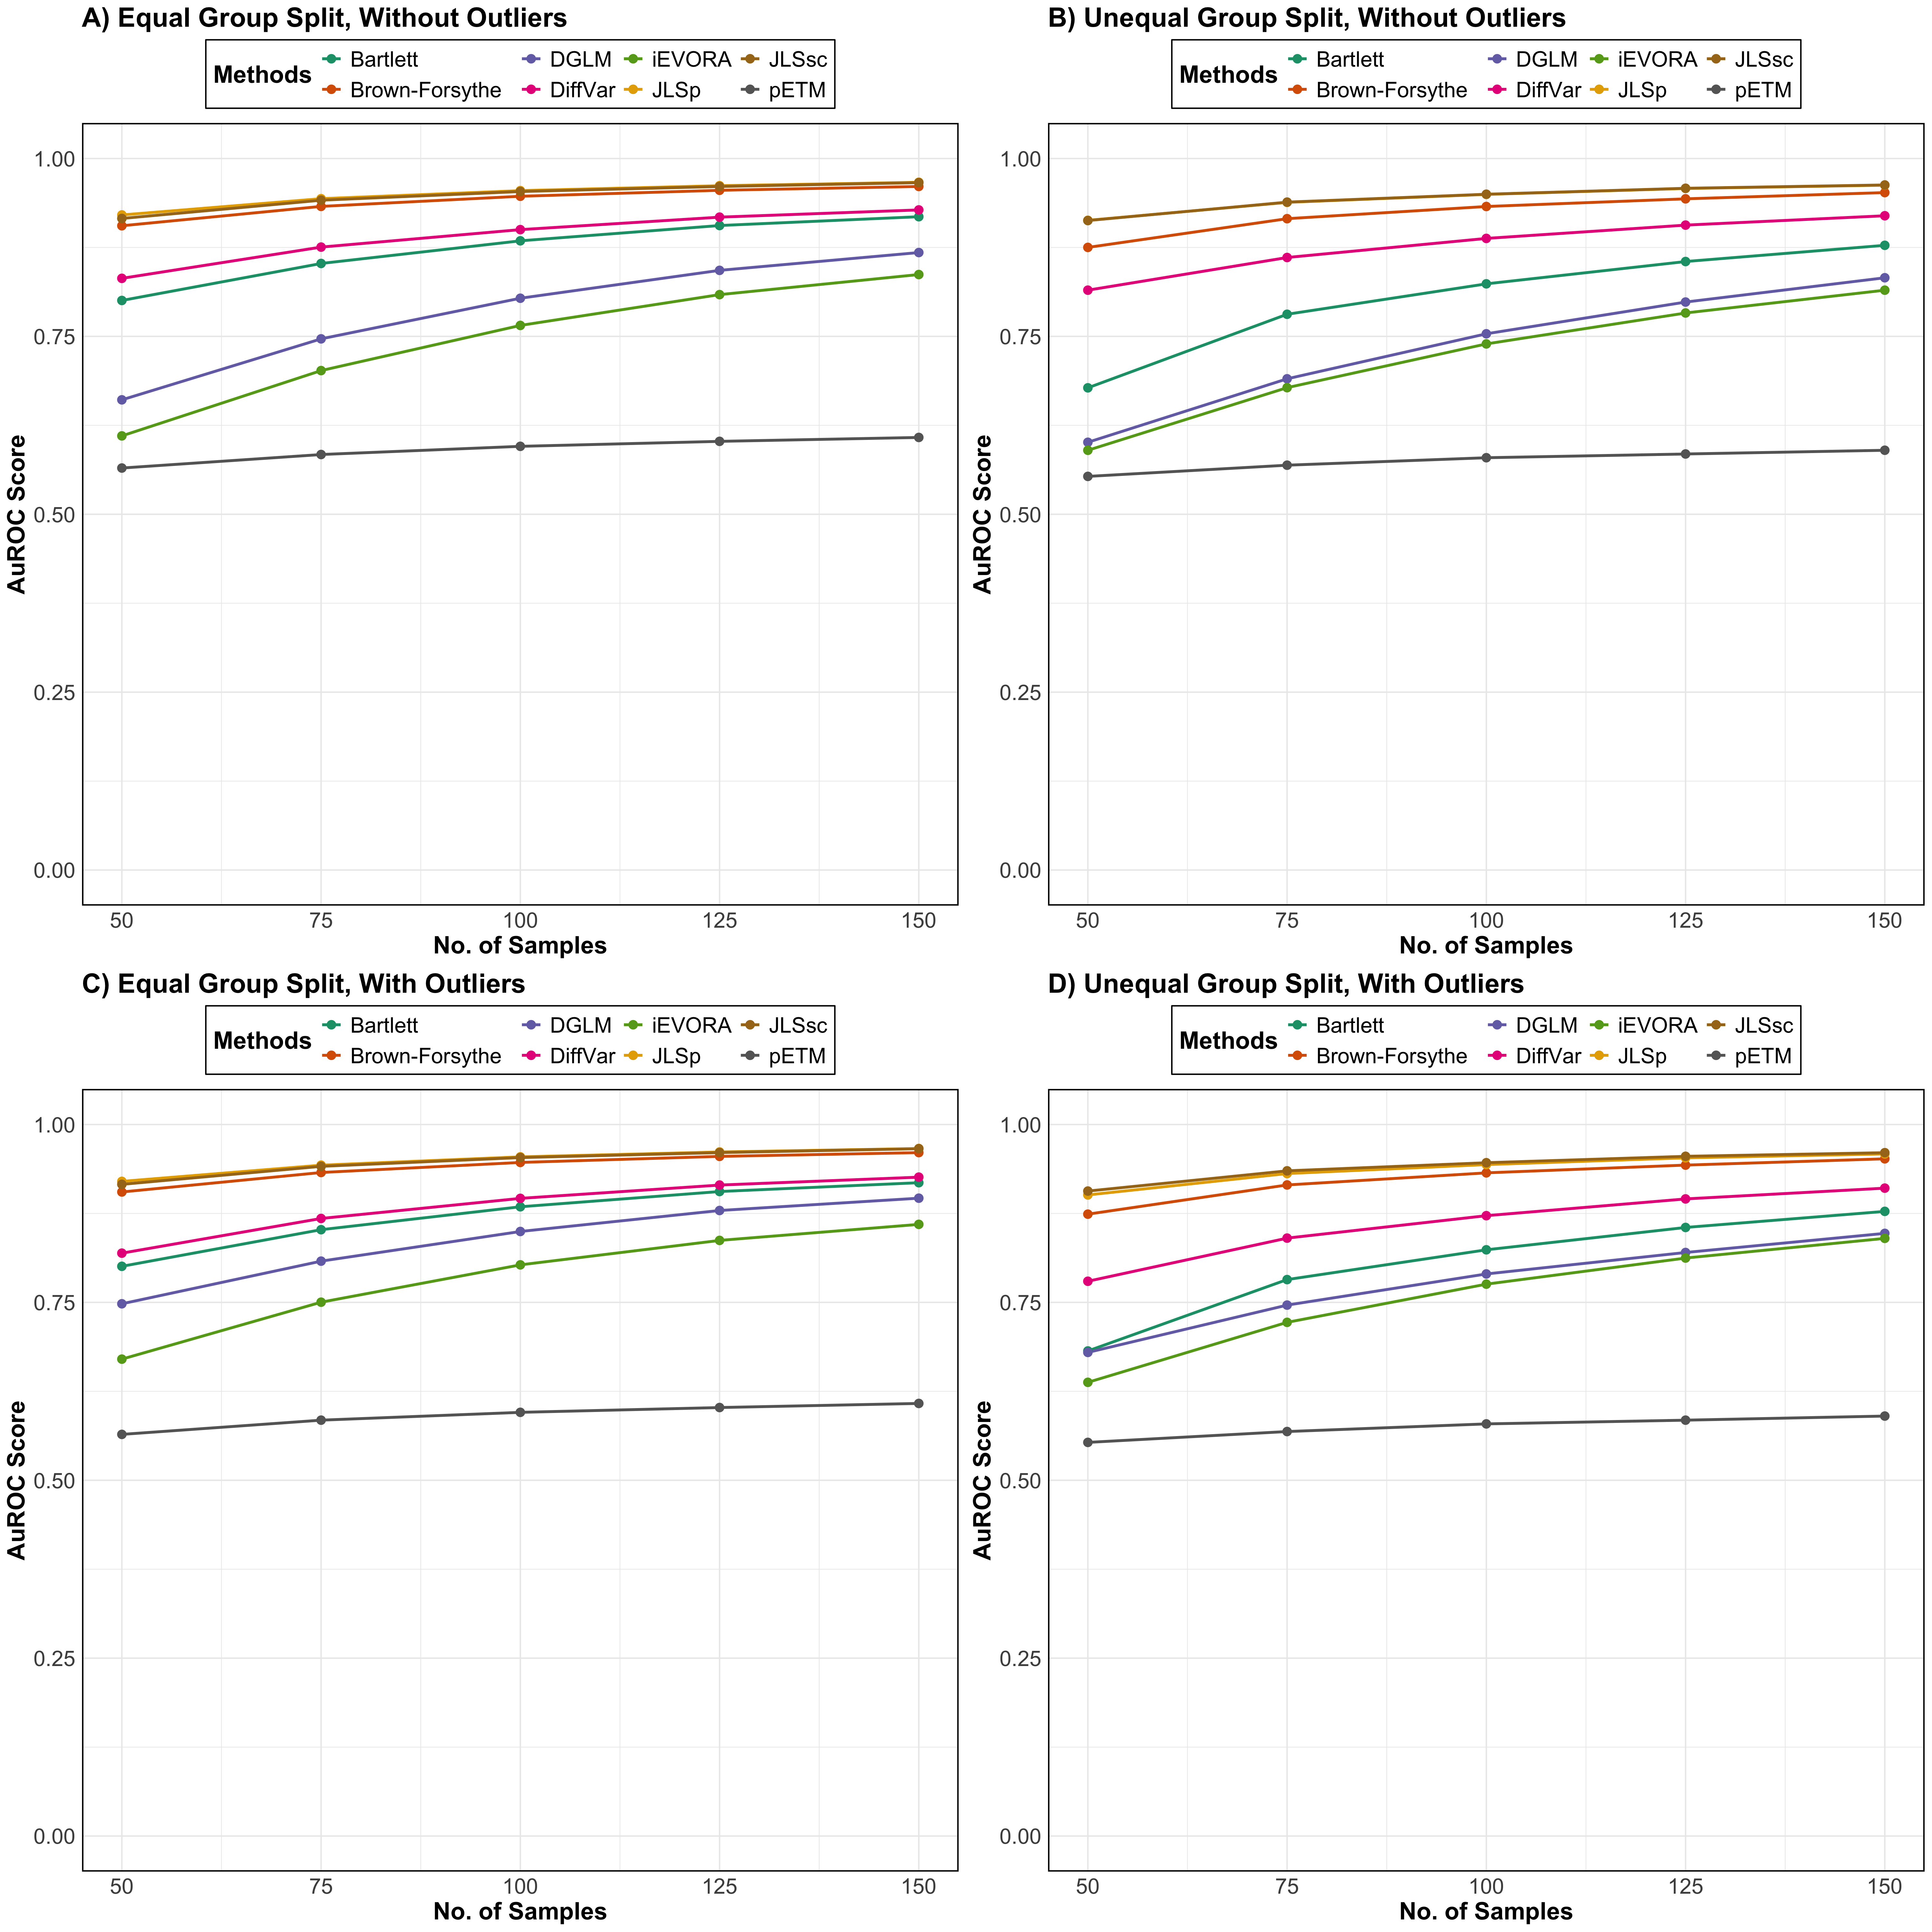 A) Equal Group Split, Without Outliers
Methods
Bartlett DGLM iEVORA JLSsc
Brown-Forsythe DiffVar JLSp pETM
AuROC Score
1.00
0.75
0.50
0.25
0.00
50 75 100 125 150
No. of Samples
B) Unequal Group Split, Without Outliers
Methods
Bartlett DGLM iEVORA JLSsc
Brown-Forsythe DiffVar JLSp pETM
AuROC Score
1.00
0.75
0.50
0.25
0.00
50 75 100 125 150
No. of Samples
C) Equal Group Split, With Outliers
Methods
Bartlett DGLM iEVORA JLSsc
Brown-Forsythe DiffVar JLSp pETM
AuROC Score
1.00
0.75
0.50
0.25
0.00
50 75 100 125 150
No. of Samples
D) Unequal Group Split, With Outliers
Methods
Bartlett DGLM iEVORA JLSsc
Brown-Forsythe DiffVar JLSp pETM
AuROC Score
1.00
0.75
0.50
0.25
0.00
50 75 100 125 150
No. of Samples